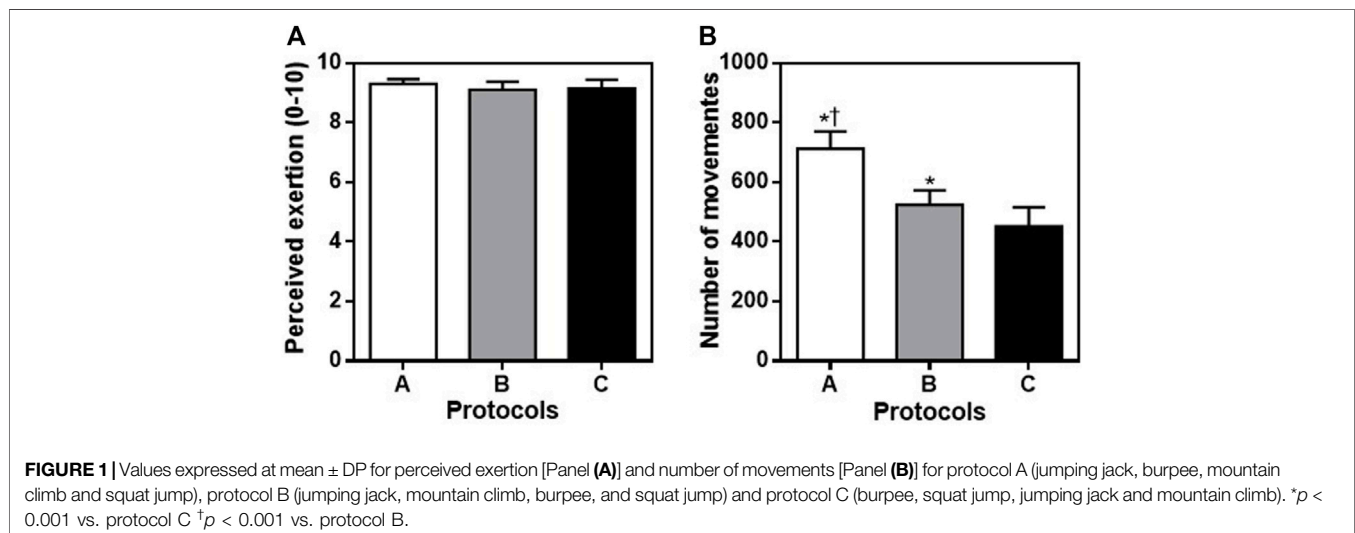 A
Perceived exertion (0-10)
10
8
6
4
2
0
A B C
Protocols
B
Number of movementes
1000
800
600
400
200
0
*†
*
A B C
Protocols
FIGURE 1 | Values expressed at mean ± DP for perceived exertion [Panel (A)] and number of movements [Panel (B)] for protocol A (jumping jack, burpee, mountain
climb and squat jump), protocol B (jumping jack, mountain climb, burpee, and squat jump) and protocol C (burpee, squat jump, jumping jack and mountain climb). *p <
0.001 vs. protocol C †p < 0.001 vs. protocol B.